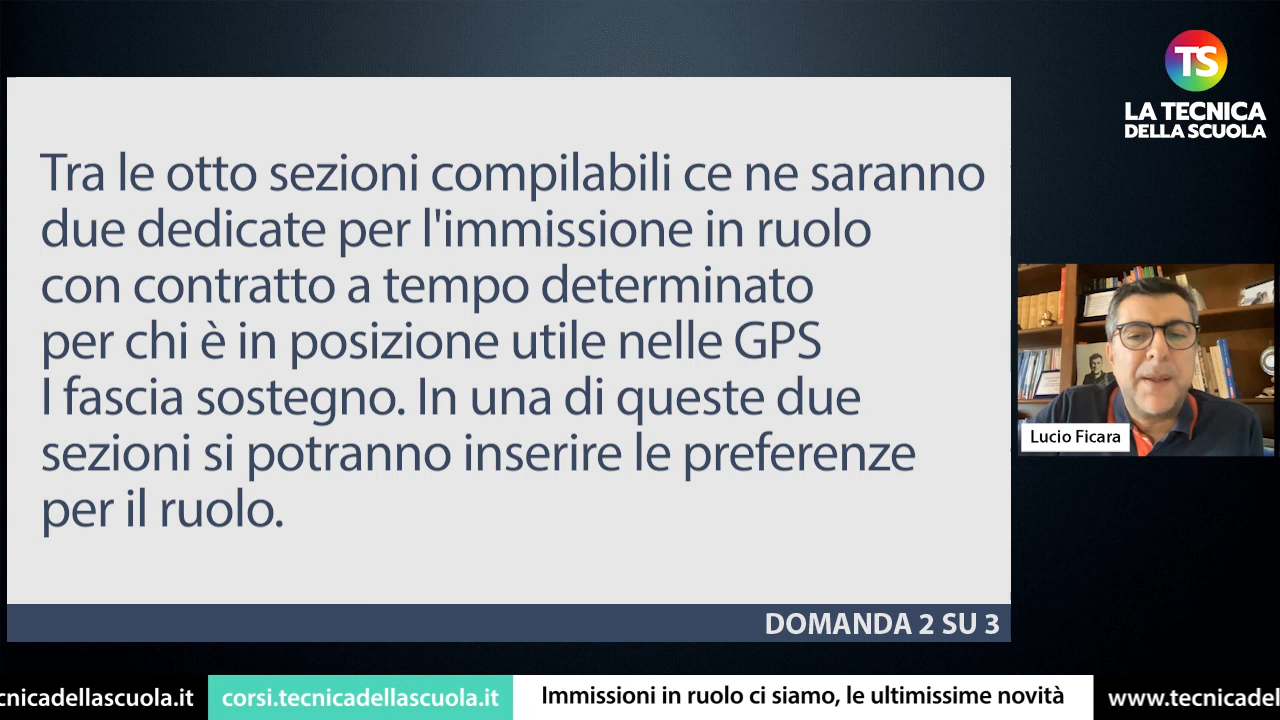 TS
LA TECNICA
DELLA SCUOLA
Tra le otto sezioni compilabili ce ne saranno
due dedicate per l'immissione in ruolo
con contratto a tempo determinato
per chi è in posizione utile nelle GPS
I fascia sostegno. In una di queste due
sezioni si potranno inserire le preferenze
per il ruolo.
Lucio Ficara
DOMANDA 2 SU 3
cnicadellascuola.it
corsi.tecnicadellascuola.it
Immissioni in ruolo ci siamo, le ultimissime novità
www.tecnicadel